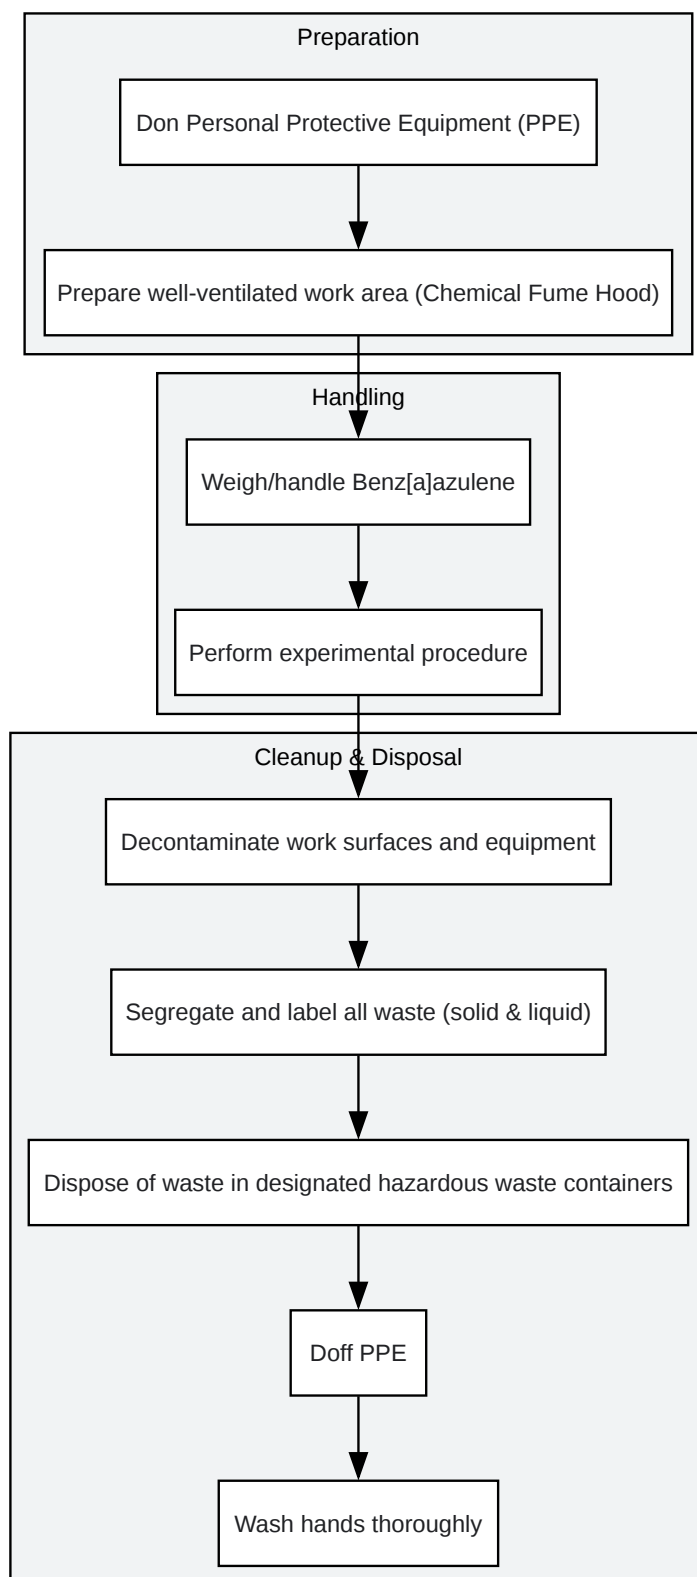 Preparation
Don Personal Protective Equipment (PPE)
Prepare well-ventilated work area (Chemical Fume Hood)
Handling
Weigh/handle Benz[a]azulene
Perform experimental procedure
Cleanup & Disposal
Decontaminate work surfaces and equipment
Segregate and label all waste (solid & liquid)
Dispose of waste in designated hazardous waste containers
Doff PPE
Wash hands thoroughly